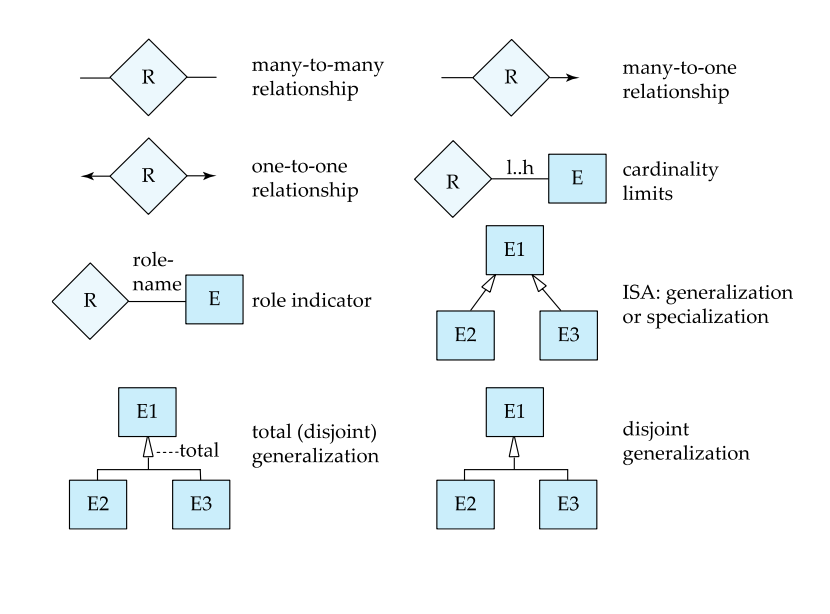 R
many-to-many
relationship
R
many-to-one
relationship
R
one-to-one
relationship
R
l..h
E
cardinality
limits
R
role-
name
E
role indicator
E1
E2
E3
ISA: generalization
or specialization
E1
total
E2
E3
total (disjoint)
generalization
E1
E2
E3
disjoint
generalization